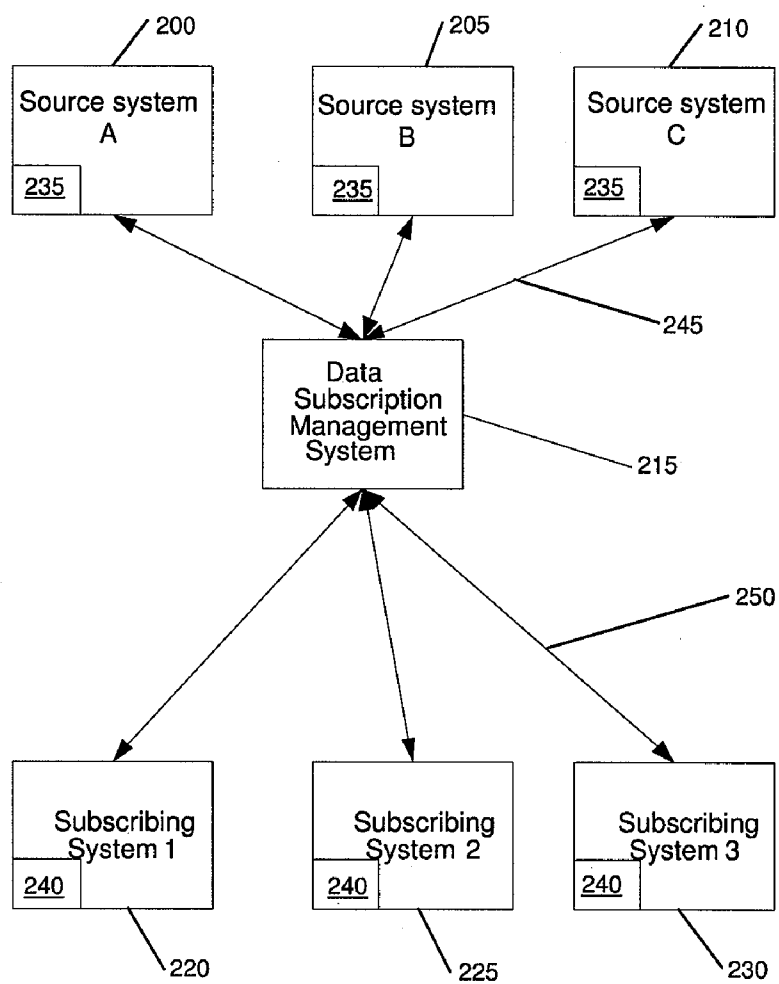 200
205
210
Source system
A
Source system
B
Source system
C
235
235
235
245
Data
Subscription
Management
System
215
250
Subscribing
System 1
Subscribing
System 2
Subscribing
System 3
240
240
240
220
225
230